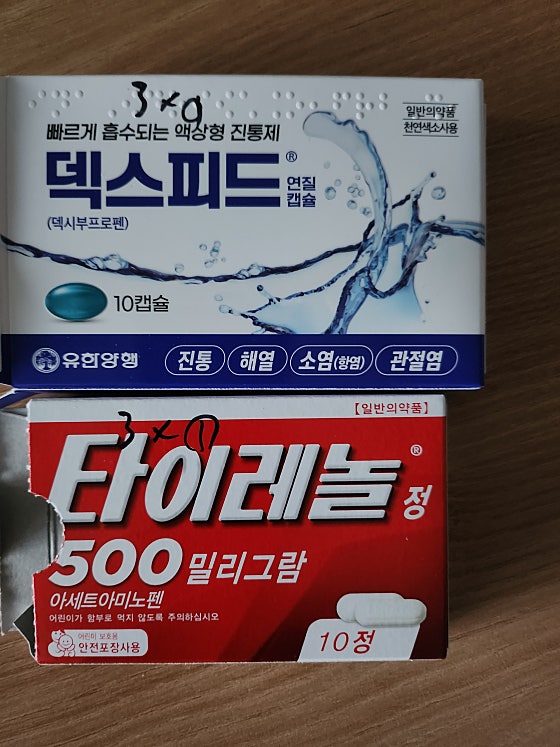 3 x ①
일반의약품
천연색소사용
빠르게 흡수되는 액상형 진통제
덱스피드® 연질
캡슐
(덱시부프로펜)
10캡슐
유한양행 진통 해열 소염(항염) 관절염
【일반의약품】
3 x ①
타이레놀® 정
500 밀리그람
아세트아미노펜
어린이가 함부로 먹지 않도록 주의하십시오
어린이 보호용
안전포장사용
10정